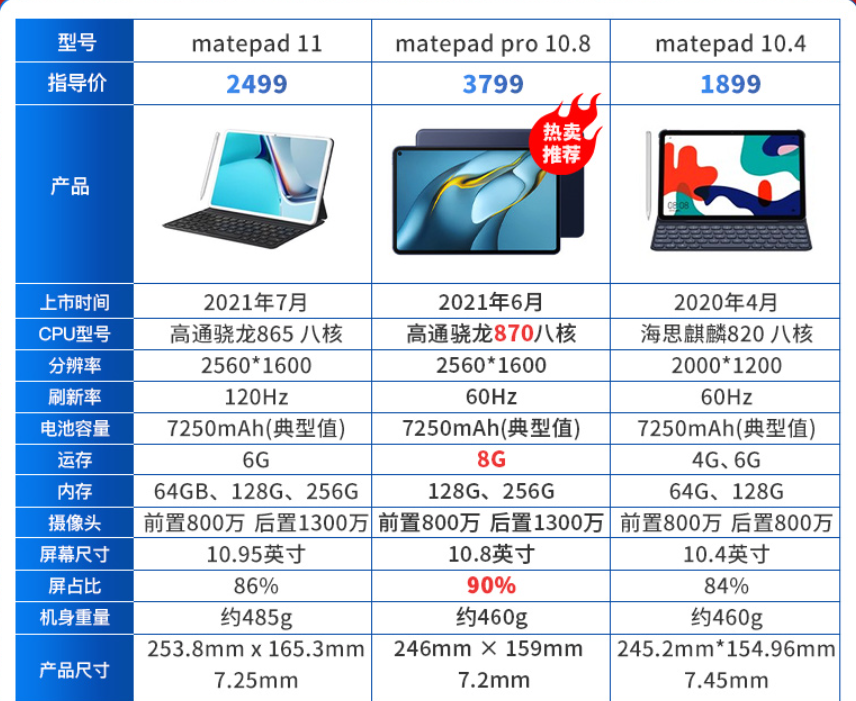 型号 matepad 11 matepad pro 10.8 matepad 10.4
指导价 2499 3799 1899
热卖
推荐
产品
08:08
上市时间 2021年7月 2021年6月 2020年4月
CPU型号 高通骁龙865 八核 高通骁龙870八核 海思麒麟820 八核
分辨率 2560*1600 2560*1600 2000*1200
刷新率 120Hz 60Hz 60Hz
电池容量 7250mAh(典型值) 7250mAh(典型值) 7250mAh(典型值)
运存 6G 8G 4G、6G
内存 64GB、128G、256G 128G、256G 64G、128G
摄像头 前置800万 后置1300万 前置800万 后置1300万 前置800万 后置800万
屏幕尺寸 10.95英寸 10.8英寸 10.4英寸
屏占比 86% 90% 84%
机身重量 约485g 约460g 约460g
产品尺寸 253.8mm x 165.3mm 246mm × 159mm 245.2mm*154.96mm
7.25mm 7.2mm 7.45mm